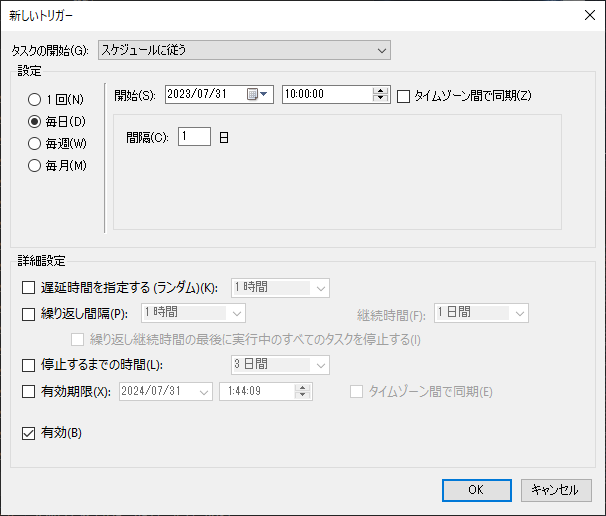 新しいトリガー
タスクの開始(G): スケジュールに従う
設定
1 回(N)
毎日(D)
毎週(W)
毎月(M)
開始(S): 2023/07/31 10:00:00 タイムゾーン間で同期(Z)
間隔(C): 1 日
詳細設定
遅延時間を指定する (ランダム)(K): 1 時間
繰り返し間隔(P): 1 時間 継続時間(F): 1 日間
繰り返し継続時間の最後に実行中のすべてのタスクを停止する(I)
停止するまでの時間(L): 3 日間
有効期限(X): 2024/07/31 1:44:09 タイムゾーン間で同期(E)
有効(B)
OK キャンセル